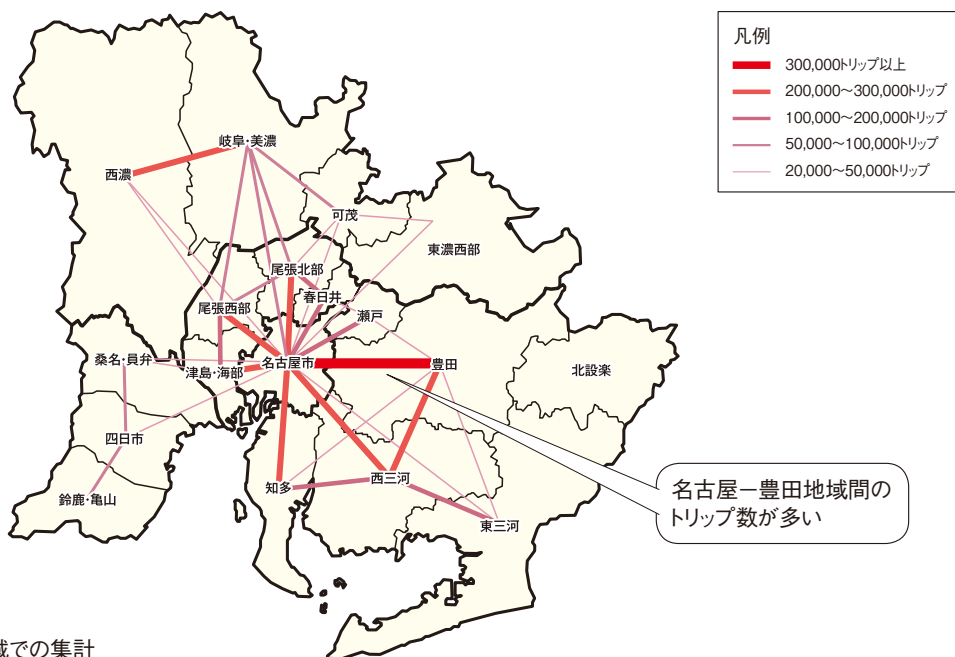 凡例
300,000トリップ以上
200,000～300,000トリップ
100,000～200,000トリップ
50,000～100,000トリップ
20,000～50,000トリップ
岐阜・美濃
西濃
可茂
東濃西部
尾張北部
春日井
尾張西部
瀬戸
桑名・員弁
津島・海部
名古屋市
豊田
北設楽
四日市
鈴鹿・亀山
知多
西三河
東三河
名古屋－豊田地域間の
トリップ数が多い
域での集計